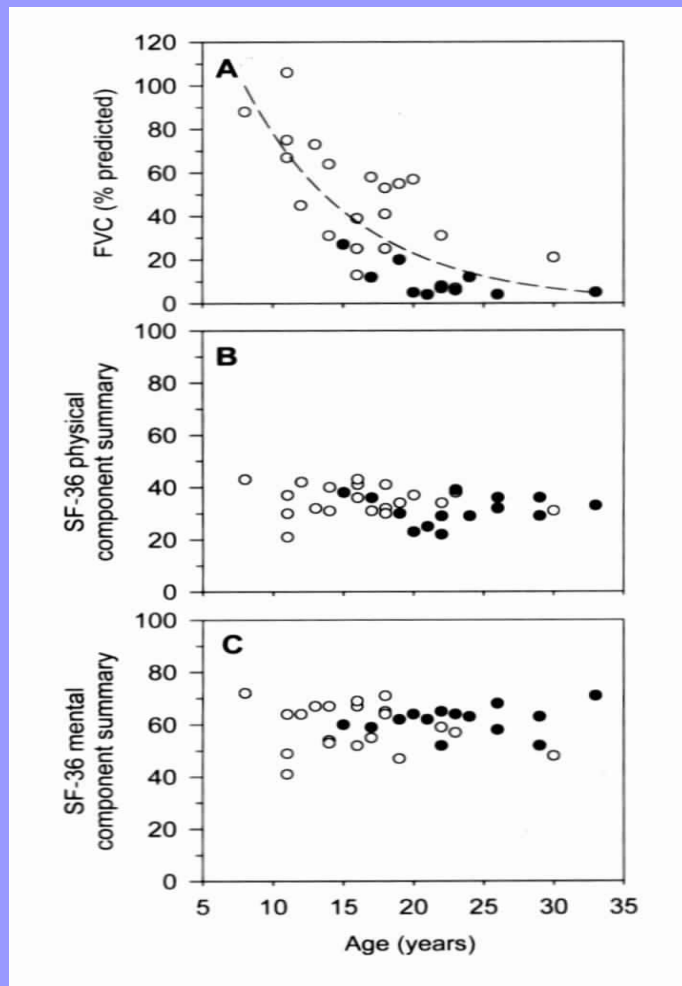 A
FVC (% predicted)
120
100
80
60
40
20
0
B
SF-36 physical
component summary
100
80
60
40
20
0
C
SF-36 mental
component summary
100
80
60
40
20
0
5 10 15 20 25 30 35
Age (years)